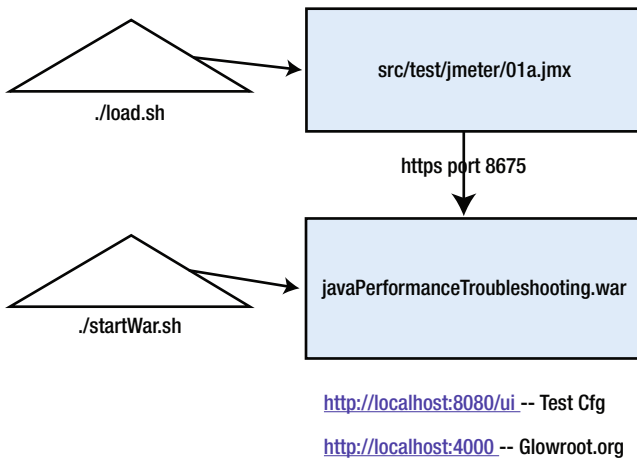 src/test/jmeter/01a.jmx
./load.sh
https port 8675
javaPerformanceTroubleshooting.war
./startWar.sh
http://localhost:8080/ui -- Test Cfg
http://localhost:4000 -- Glowroot.org